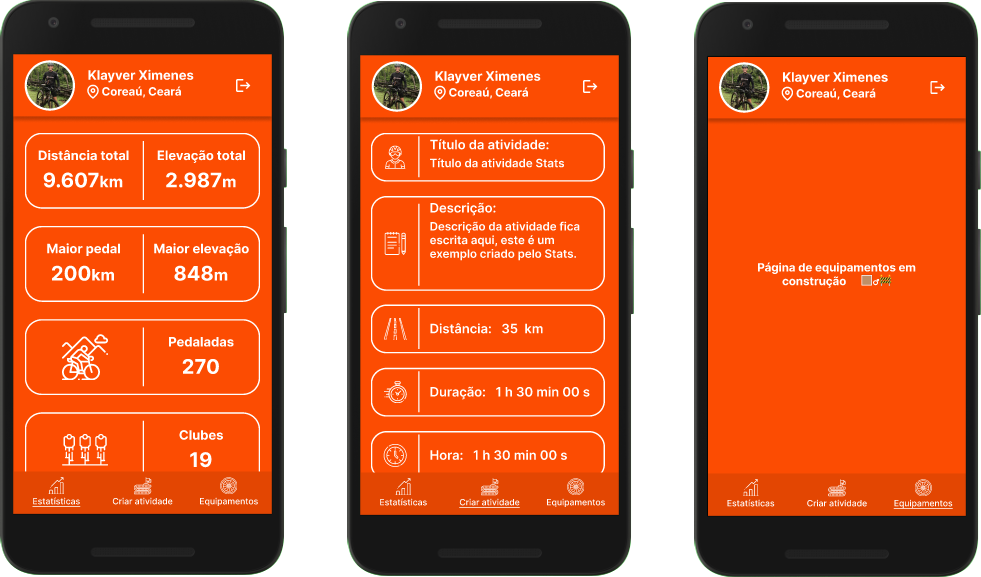 Klayver Ximenes
Coreaú, Ceará
Distância total
9.607km
Elevação total
2.987m
Maior pedal
200km
Maior elevação
848m
Pedaladas
270
Clubes
19
Estatísticas
Criar atividade
Equipamentos
Klayver Ximenes
Coreaú, Ceará
Título da atividade:
Título da atividade Stats
Descrição:
Descrição da atividade fica
escrita aqui, este é um
exemplo criado pelo Stats.
Distância: 35 km
Duração: 1 h 30 min 00 s
Hora: 1 h 30 min 00 s
Estatísticas
Criar atividade
Equipamentos
Klayver Ximenes
Coreaú, Ceará
Página de equipamentos em
construção
Estatísticas
Criar atividade
Equipamentos